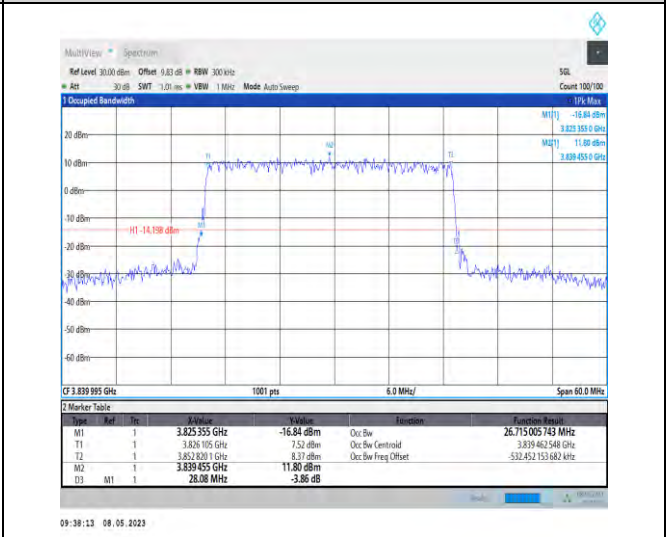 MultiView Spectrum
Ref Level 30.00 dBm Offset 9.83 dB RBW 300 kHz SGL
Att 30 dB SWT 1.01 ms VBW 1 MHz Mode Auto Sweep Count 100/100
1 Occupied Bandwidth 1Pk Max
M1[1] -16.84 dBm
3.825 355 0 GHz
M2[1] 11.80 dBm
3.839 455 0 GHz
20 dBm
M2
T1 T2
10 dBm
0 dBm
-10 dBm
M1
H1 -14.198 dBm
-20 dBm
-30 dBm
-40 dBm
-50 dBm
-60 dBm
CF 3.839 995 GHz 1001 pts 6.0 MHz/ Span 60.0 MHz
2 Marker Table
Type Ref Trc X-Value Y-Value Function Function Result
M1 1 3.825 355 GHz -16.84 dBm Occ Bw 26.715 005 743 MHz
T1 1 3.826 105 GHz 7.52 dBm Occ Bw Centroid 3.839 462 548 GHz
T2 1 3.852 820 1 GHz 8.37 dBm Occ Bw Freq Offset -532.452 153 682 kHz
M2 1 3.839 455 GHz 11.80 dBm
D3 M1 1 28.08 MHz -3.86 dB
09:38:13 08.05.2023